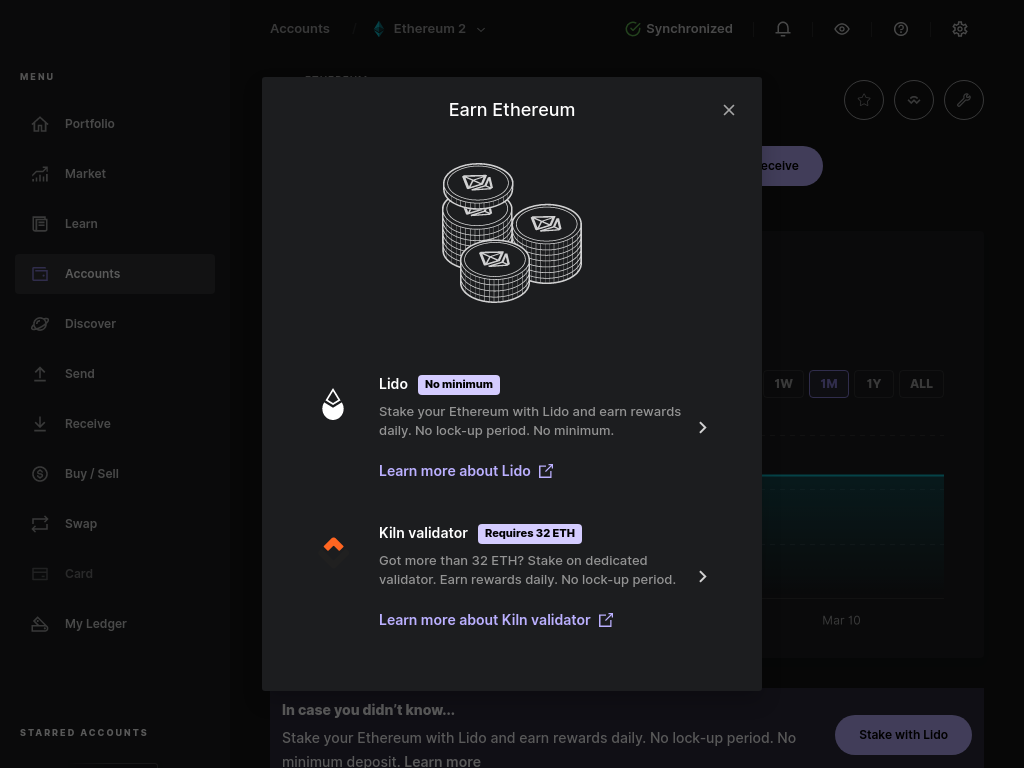 Accounts / Ethereum 2
Synchronized
MENU
Portfolio
Market
Learn
Accounts
Discover
Send
Receive
Buy / Sell
Swap
Card
My Ledger
STARRED ACCOUNTS
Earn Ethereum
Lido No minimum
Stake your Ethereum with Lido and earn rewards
daily. No lock-up period. No minimum.
Learn more about Lido
Kiln validator Requires 32 ETH
Got more than 32 ETH? Stake on dedicated
validator. Earn rewards daily. No lock-up period.
Learn more about Kiln validator
eceive
1W 1M 1Y ALL
Mar 10
In case you didn't know...
Stake your Ethereum with Lido and earn rewards daily. No lock-up period. No
minimum deposit. Learn more
Stake with Lido